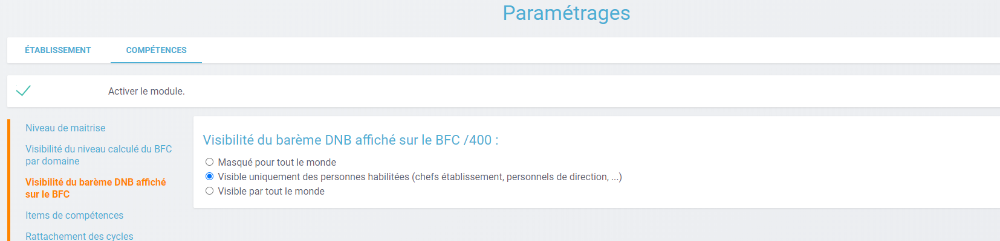 Paramétrages
ÉTABLISSEMENT
COMPÉTENCES
Activer le module.
Niveau de maitrise
Visibilité du niveau calculé du BFC
par domaine
Visibilité du barème DNB affiché
sur le BFC
Items de compétences
Rattachement des cycles
Visibilité du barème DNB affiché sur le BFC /400 :
Masqué pour tout le monde
Visible uniquement des personnes habilitées (chefs établissement, personnels de direction, ...)
Visible par tout le monde